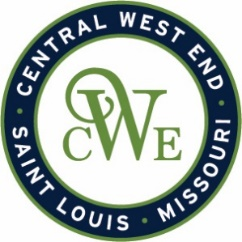 · CENTRAL WEST END ·
SAINT LOUIS · MISSOURI
CWE